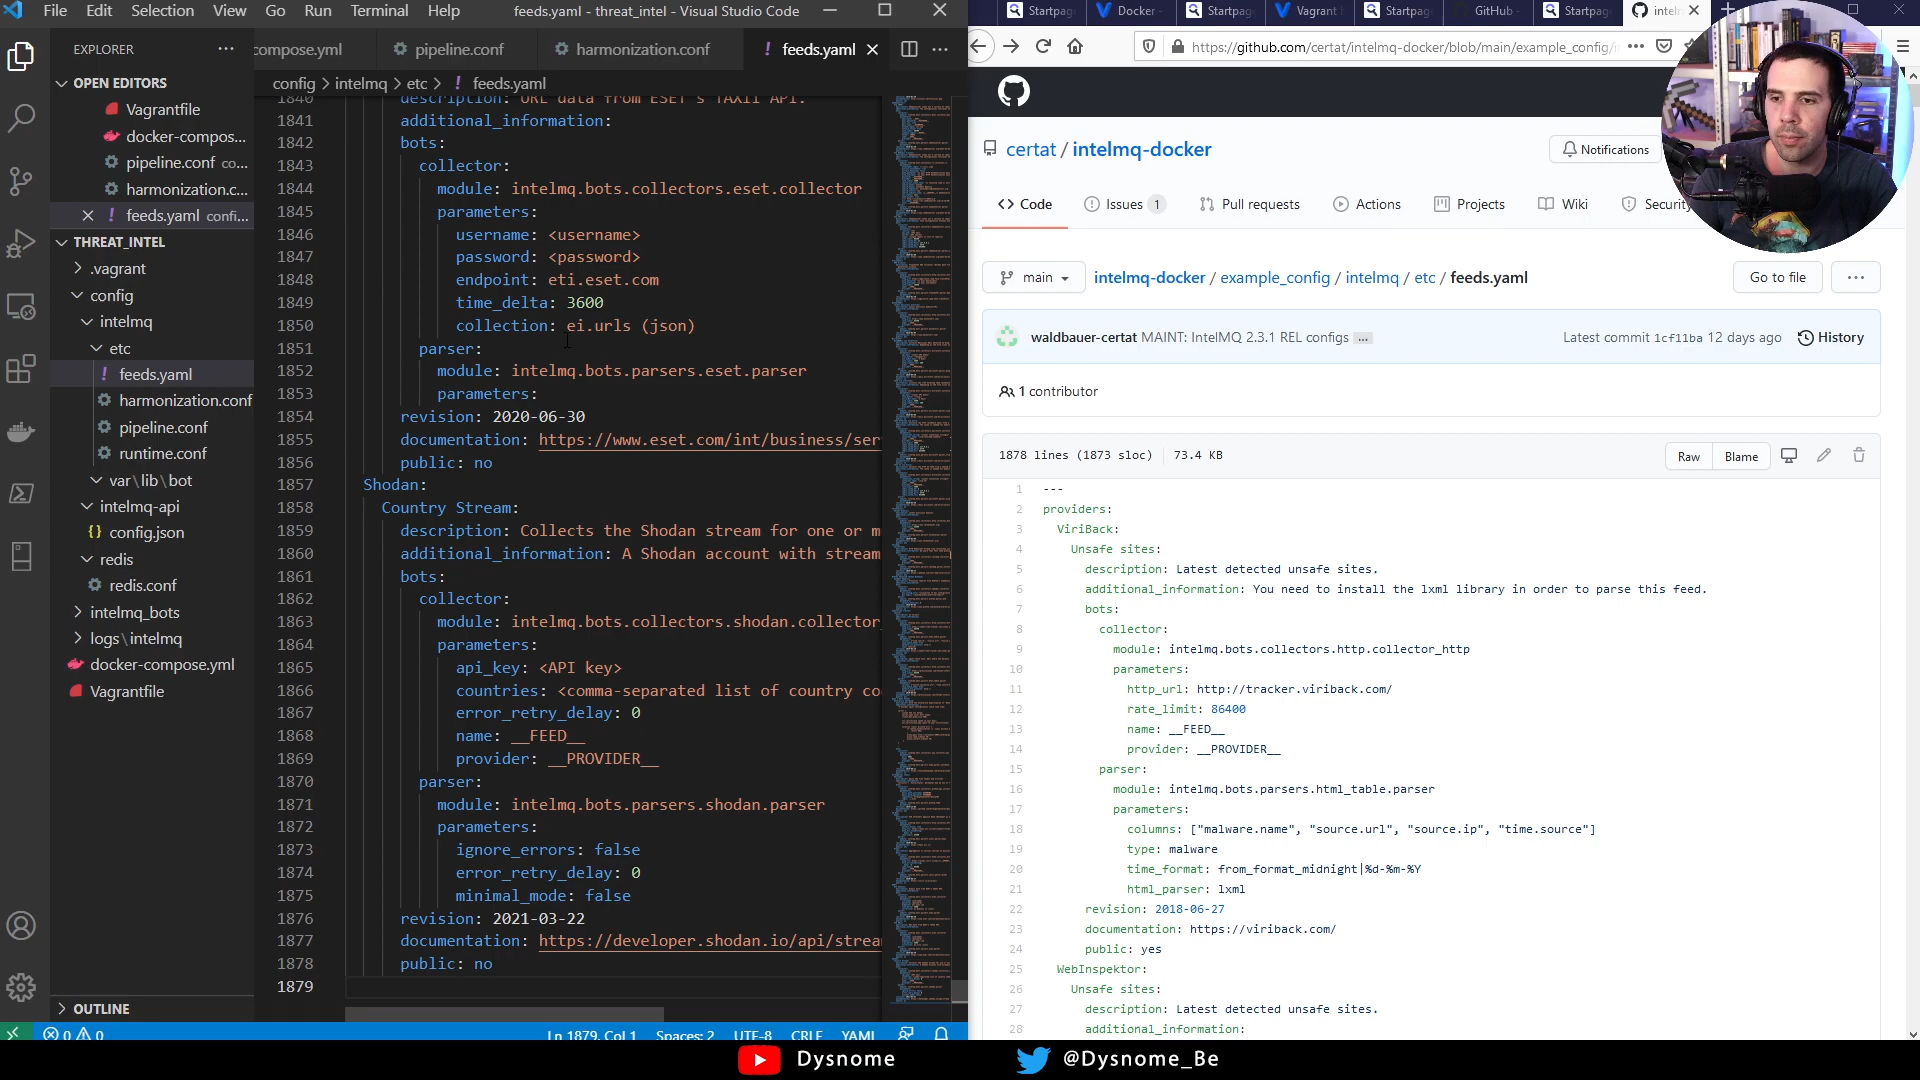 File Edit Selection View Go Run Terminal Help
feeds.yaml - threat_intel - Visual Studio Code
EXPLORER
OPEN EDITORS
Vagrantfile
docker-compos...
pipeline.conf co...
harmonization.c...
feeds.yaml confi...
THREAT_INTEL
.vagrant
config
intelmq
etc
feeds.yaml
harmonization.conf
pipeline.conf
runtime.conf
var\lib\bot
intelmq-api
config.json
redis
redis.conf
intelmq_bots
logs\intelmq
docker-compose.yml
Vagrantfile
OUTLINE
compose.yml
pipeline.conf
harmonization.conf
feeds.yaml
config > intelmq > etc > ! feeds.yaml
1840 description: URL data from ESET's TAXII API.
1841 additional_information:
1842 bots:
1843 collector:
1844 module: intelmq.bots.collectors.eset.collector
1845 parameters:
1846 username: <username>
1847 password: <password>
1848 endpoint: eti.eset.com
1849 time_delta: 3600
1850 collection: ei.urls (json)
1851 parser:
1852 module: intelmq.bots.parsers.eset.parser
1853 parameters:
1854 revision: 2020-06-30
1855 documentation: https://www.eset.com/int/business/ser
1856 public: no
1857 Shodan:
1858 Country Stream:
1859 description: Collects the Shodan stream for one or m
1860 additional_information: A Shodan account with stream
1861 bots:
1862 collector:
1863 module: intelmq.bots.collectors.shodan.collector_
1864 parameters:
1865 api_key: <API key>
1866 countries: <comma-separated list of country co
1867 error_retry_delay: 0
1868 name: __FEED__
1869 provider: __PROVIDER__
1870 parser:
1871 module: intelmq.bots.parsers.shodan.parser
1872 parameters:
1873 ignore_errors: false
1874 error_retry_delay: 0
1875 minimal_mode: false
1876 revision: 2021-03-22
1877 documentation: https://developer.shodan.io/api/strea
1878 public: no
1879
0 0 Ln 1879, Col 1 Spaces: 2 UTF-8 CRLF YAML
Startpag Docker Startpag Vagrant Startpag GitHub Startpag intelm
https://github.com/certat/intelmq-docker/blob/main/example_config/i
certat / intelmq-docker
Notifications
Code Issues 1 Pull requests Actions Projects Wiki Security
main
intelmq-docker / example_config / intelmq / etc / feeds.yaml
Go to file
waldbauer-certat MAINT: IntelMQ 2.3.1 REL configs ...
Latest commit 1cf11ba 12 days ago History
1 contributor
1878 lines (1873 sloc) 73.4 KB
Raw Blame
1 ---
2 providers:
3 ViriBack:
4 Unsafe sites:
5 description: Latest detected unsafe sites.
6 additional_information: You need to install the lxml library in order to parse this feed.
7 bots:
8 collector:
9 module: intelmq.bots.collectors.http.collector_http
10 parameters:
11 http_url: http://tracker.viriback.com/
12 rate_limit: 86400
13 name: __FEED__
14 provider: __PROVIDER__
15 parser:
16 module: intelmq.bots.parsers.html_table.parser
17 parameters:
18 columns: ["malware.name", "source.url", "source.ip", "time.source"]
19 type: malware
20 time_format: from_format_midnight|%d-%m-%Y
21 html_parser: lxml
22 revision: 2018-06-27
23 documentation: https://viriback.com/
24 public: yes
25 WebInspektor:
26 Unsafe sites:
27 description: Latest detected unsafe sites.
28 additional_information:
Dysnome
@Dysnome_Be